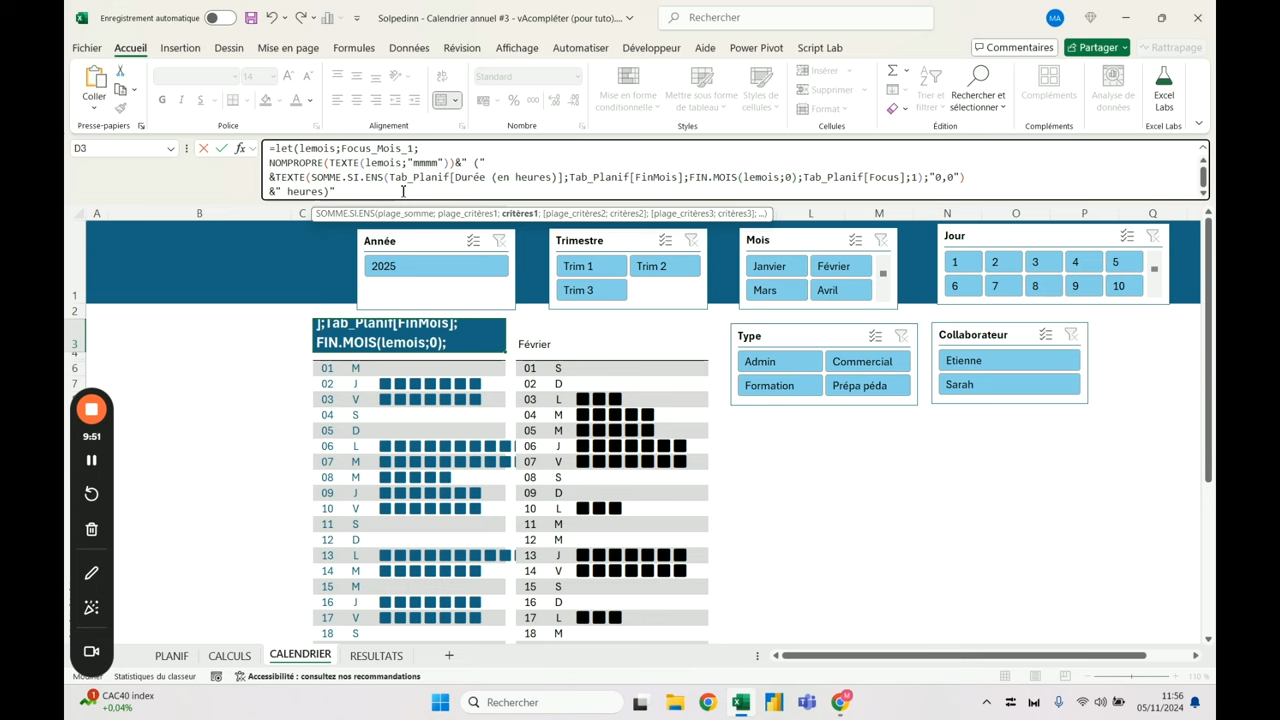 Enregistrement automatique
Solpedinn - Calendrier annuel #3 - vAcompléter (pour tuto)....
Rechercher
MA
Fichier Accueil Insertion Dessin Mise en page Formules Données Révision Affichage Automatiser Développeur Aide Power Pivot Script Lab
Commentaires Partager Rattrapage
Coller
14
G I S
Standard
% 000
Mise en forme conditionnelle
Mettre sous forme de tableau
Styles de cellules
Insérer
Supprimer
Format
Trier et filtrer
Rechercher et sélectionner
Compléments
Analyse de données
Excel Labs
Presse-papiers Police Alignement Nombre Styles Cellules Édition Compléments Excel Labs
D3
fx
=let(lemois;Focus_Mois_1;
NOMPROPRE(TEXTE(lemois;"mmmm"))&" ("
&TEXTE(SOMME.SI.ENS(Tab_Planif[Durée (en heures)];Tab_Planif[FinMois];FIN.MOIS(lemois;0);Tab_Planif[Focus];1);"0,0")
&" heures)"
SOMME.SI.ENS(plage_somme; plage_critères1; critères1; [plage_critères2; critères2]; [plage_critères3; critères3]; ...)
A B C L M N O P Q
1
2
3
4
6
7
Année
2025
Trimestre
Trim 1 Trim 2
Trim 3
Mois
Janvier Février
Mars Avril
Jour
1 2 3 4 5
6 7 8 9 10
Type
Admin Commercial
Formation Prépa péda
Collaborateur
Etienne
Sarah
];Tab_Planif[FinMois];
FIN.MOIS(lemois;0);
Février
01 M 01 S
02 J 02 D
03 V 03 L
04 S 04 M
05 D 05 M
06 L 06 J
07 M 07 V
08 M 08 S
09 J 09 D
10 V 10 L
11 S 11 M
12 D 12 M
13 L 13 J
14 M 14 V
15 M 15 S
16 J 16 D
17 V 17 L
18 S 18 M
9:51
PLANIF CALCULS CALENDRIER RESULTATS
Statistiques du classeur
Accessibilité : consultez nos recommandations
110 %
CAC40 index
+0,04%
Rechercher
11:56
05/11/2024